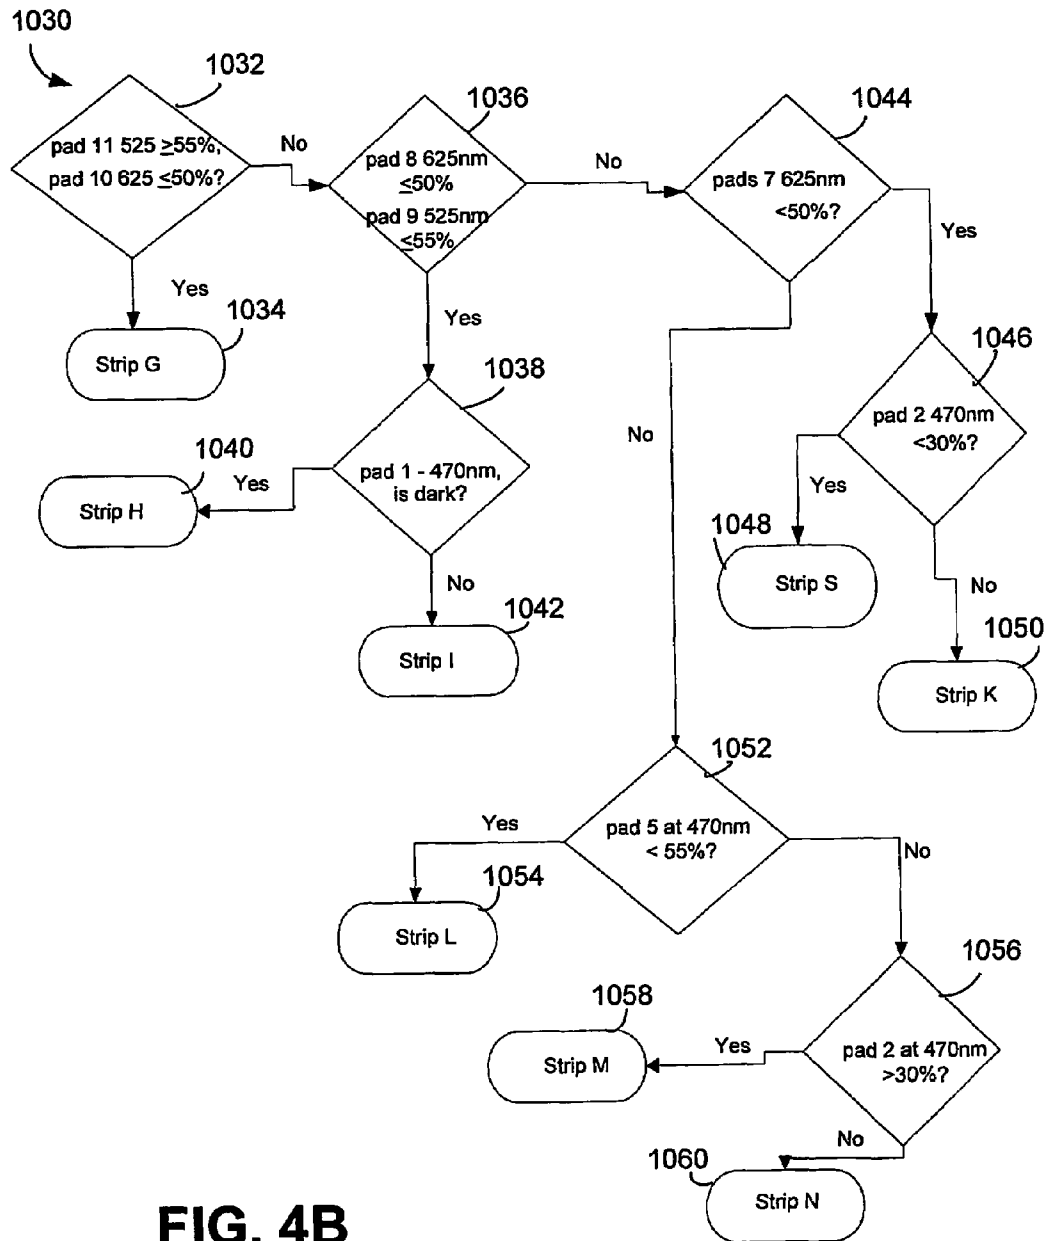 1030
1032
pad 11 525 ≥55%,
pad 10 625 ≤50%?
No
Yes
1034
Strip G
1036
pad 8 625nm
≤50%
pad 9 525nm
≤55%
No
Yes
1038
pad 1 - 470nm,
is dark?
Yes
1040
Strip H
No
1042
Strip I
1044
pads 7 625nm
<50%?
Yes
No
1046
pad 2 470nm
<30%?
Yes
1048
Strip S
No
1050
Strip K
1052
pad 5 at 470nm
< 55%?
Yes
1054
Strip L
No
1056
pad 2 at 470nm
>30%?
Yes
1058
Strip M
No
1060
Strip N
FIG. 4B